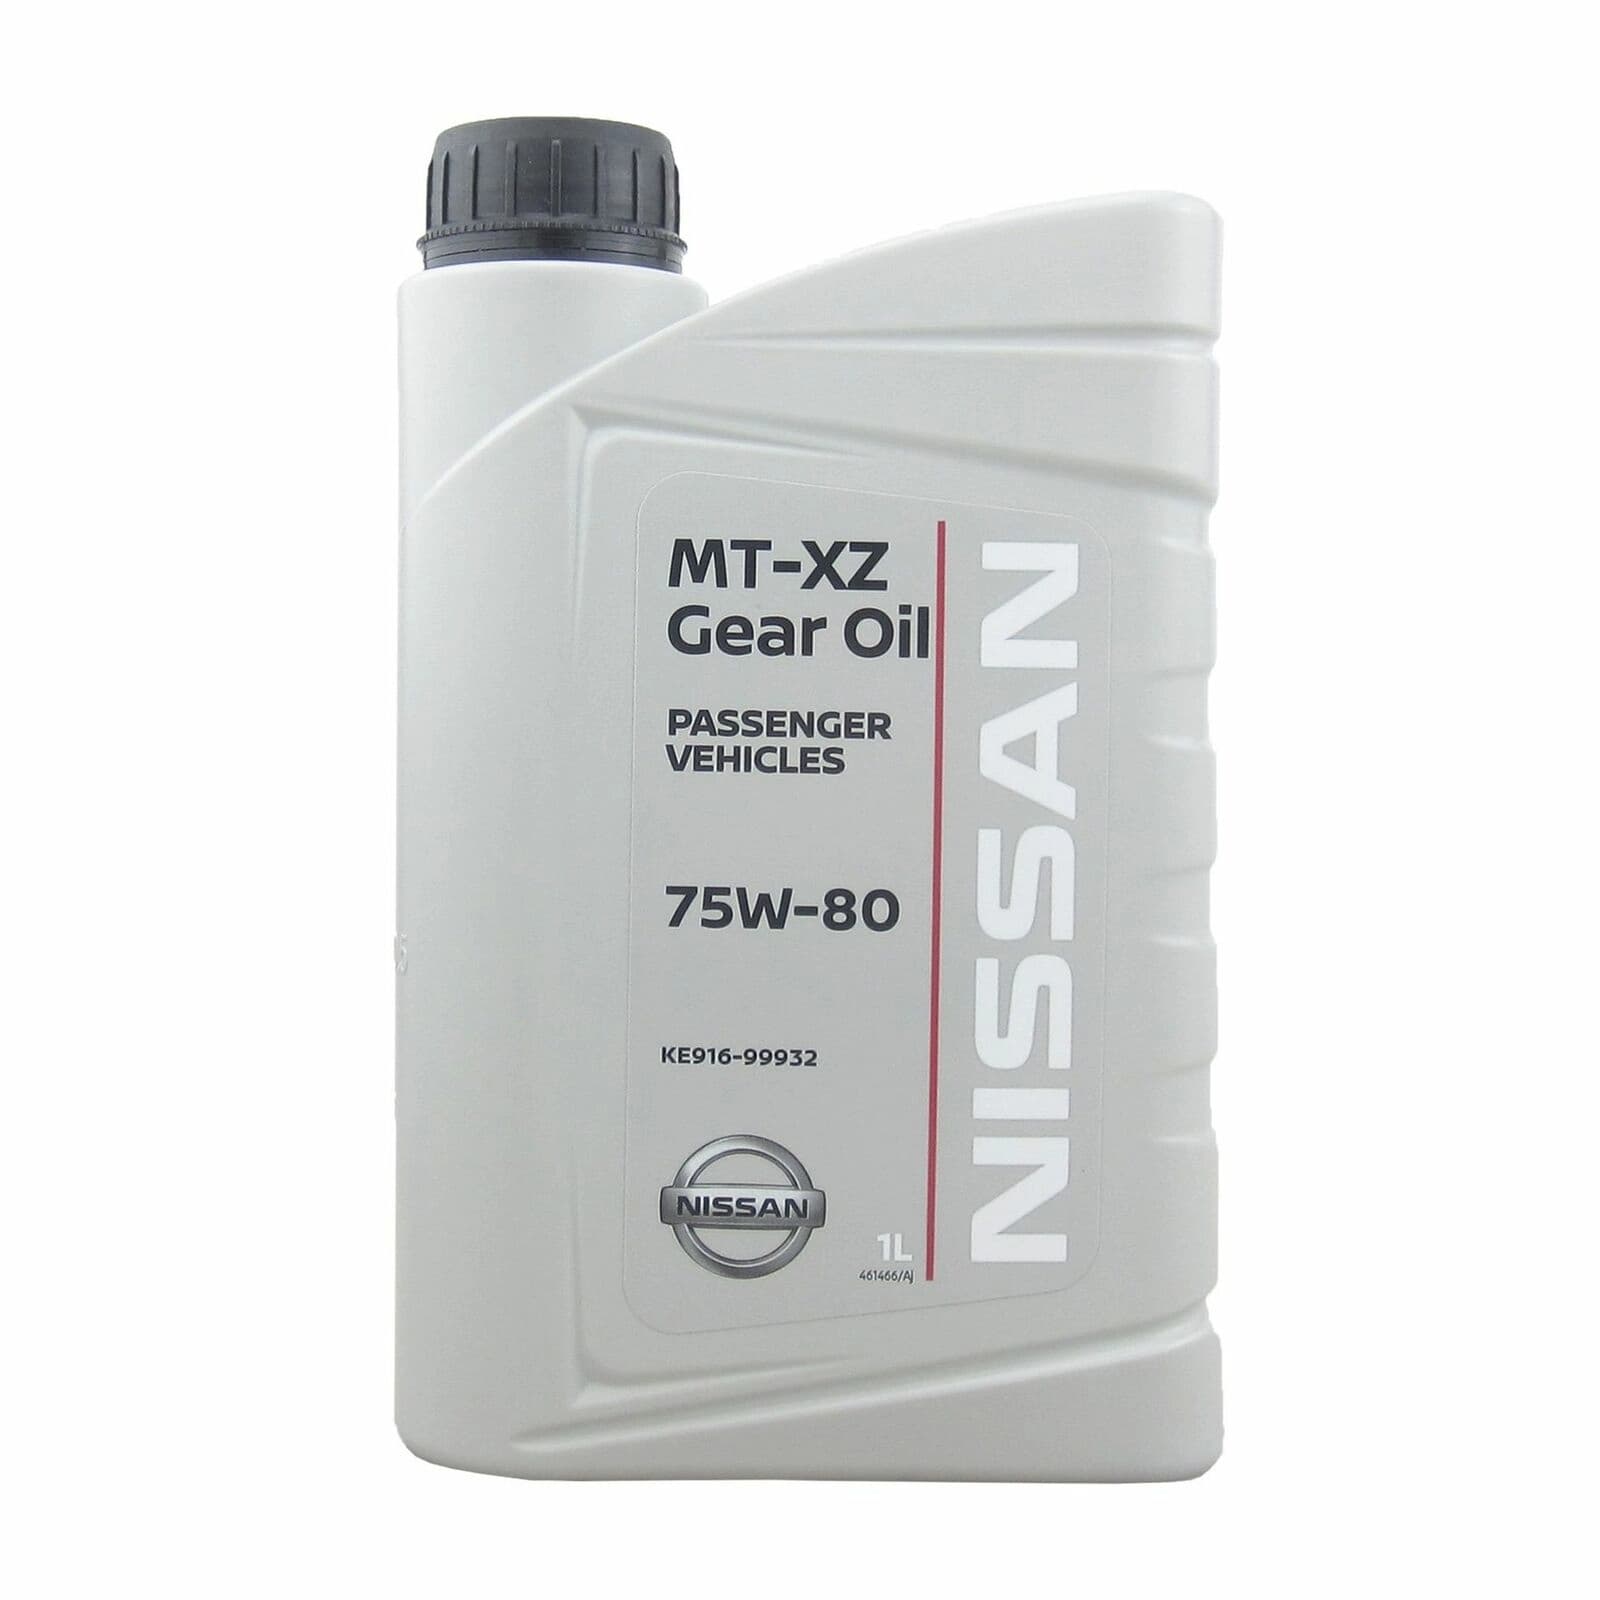 MT-XZ
Gear Oil
PASSENGER
VEHICLES
75W-80
KE916-99932
NISSAN
1L
461466/AJ
NISSAN